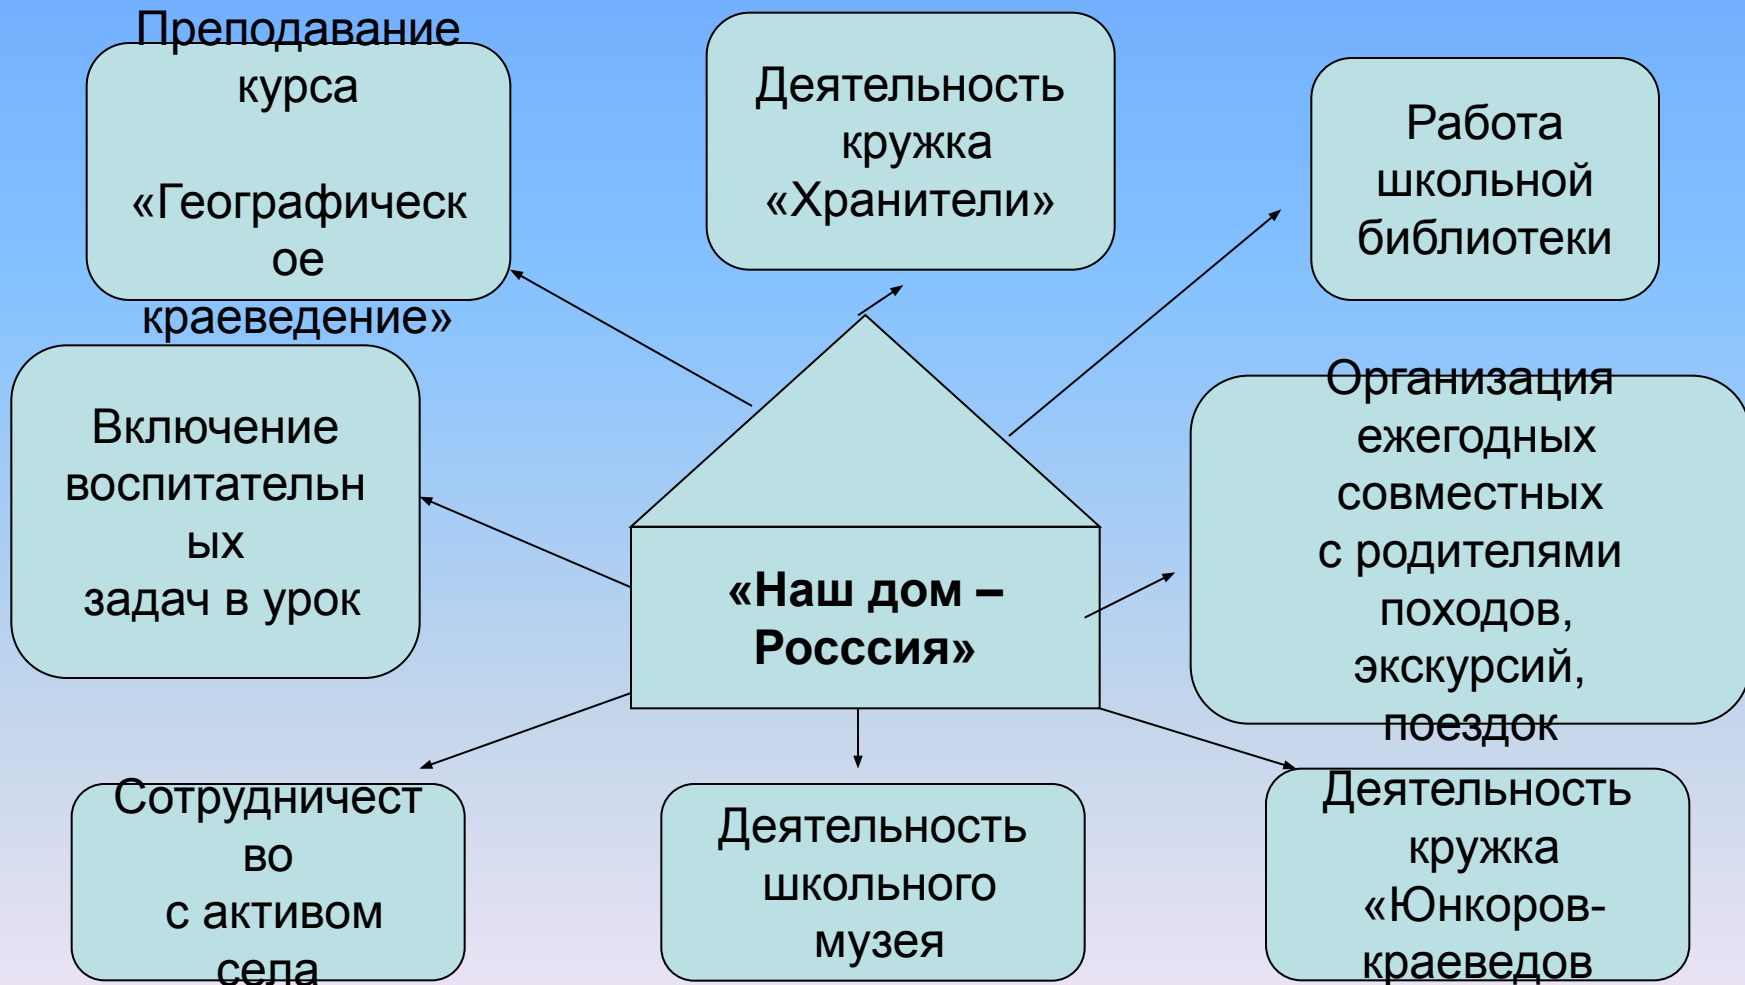 Преподавание
курса
«Географическ
ое
краеведение»
Деятельность
кружка
«Хранители»
Работа
школьной
библиотеки
Включение
воспитательн
ых
задач в урок
«Наш дом –
Росссия»
Организация
ежегодных
совместных
с родителями
походов,
экскурсий,
поездок
Сотрудничест
во
с активом
села
Деятельность
школьного
музея
Деятельность
кружка
«Юнкоров-
краеведов